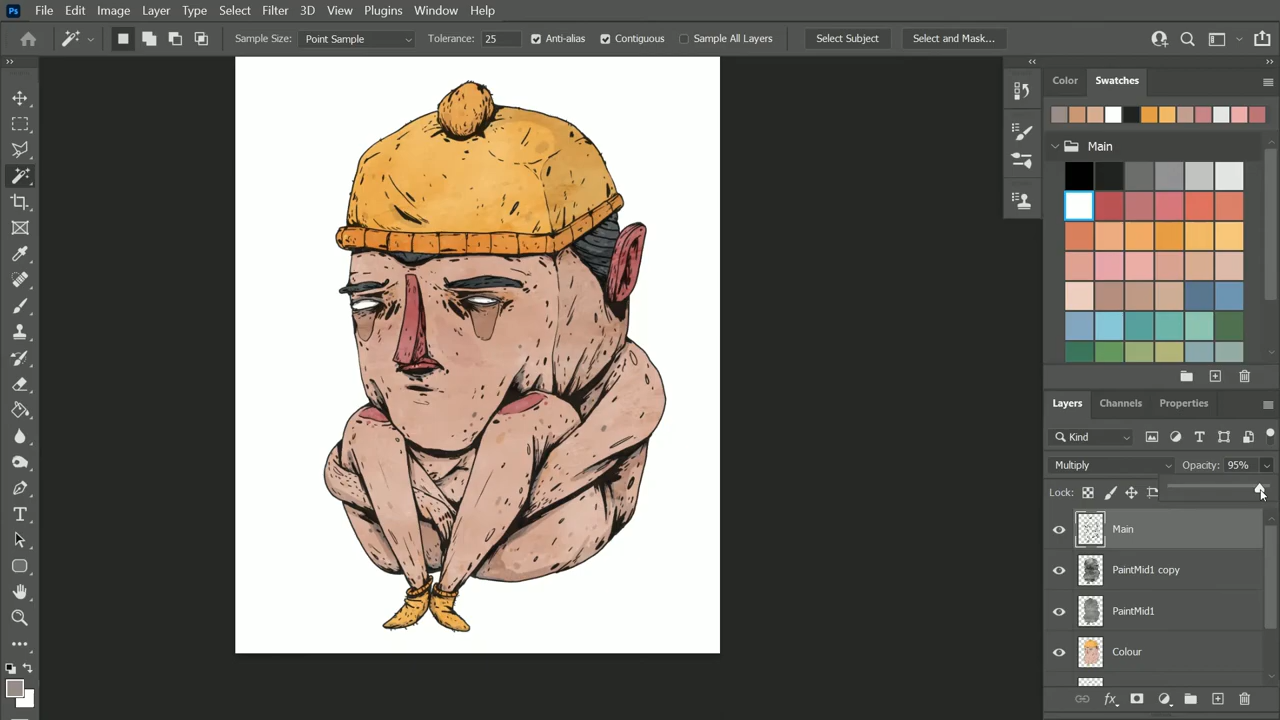 Ps File Edit Image Layer Type Select Filter 3D View Plugins Window Help
Sample Size: Point Sample Tolerance: 25 Anti-alias Contiguous Sample All Layers Select Subject Select and Mask...
Color Swatches
Main
Layers Channels Properties
Kind
Multiply Opacity: 95%
Lock:
Main
PaintMid1 copy
PaintMid1
Colour
fx